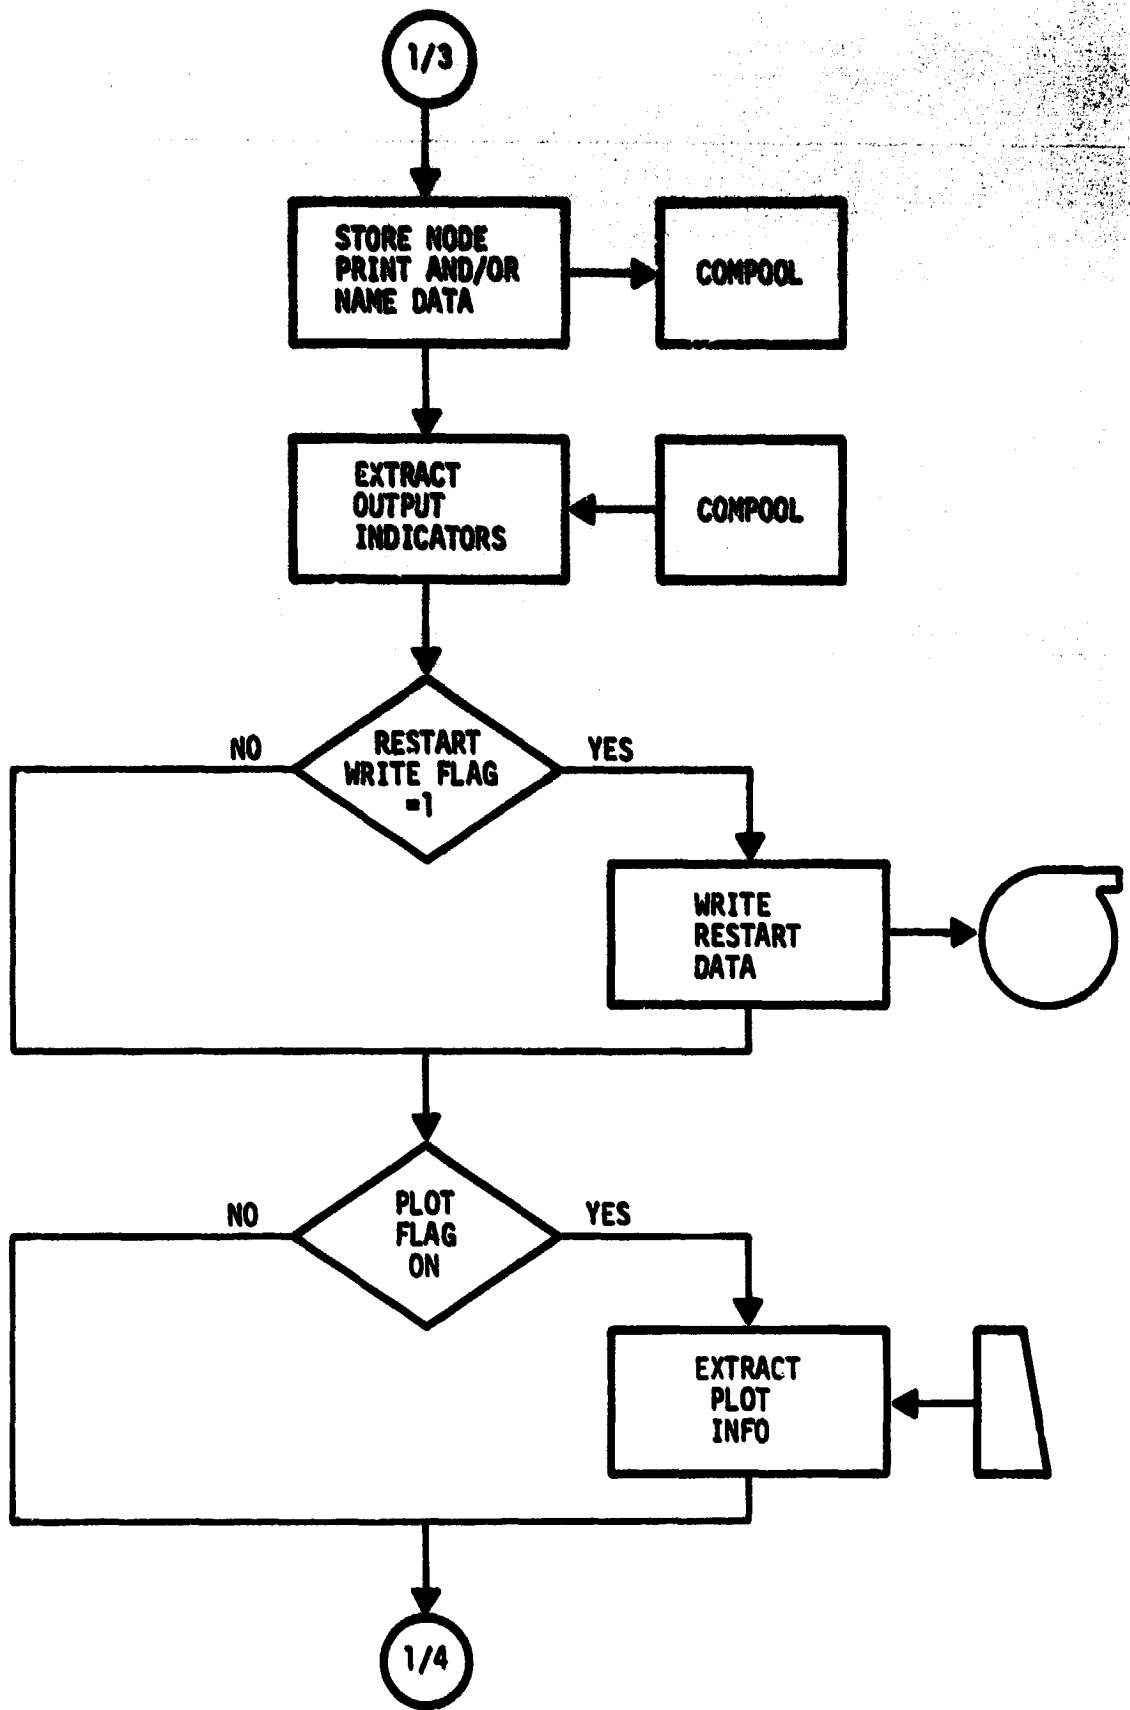 1/3
STORE NODE
PRINT AND/OR
NAME DATA
COMPOOL
EXTRACT
OUTPUT
INDICATORS
COMPOOL
NO
RESTART
WRITE FLAG
=1
YES
WRITE
RESTART
DATA
NO
PLOT
FLAG
ON
YES
EXTRACT
PLOT
INFO
1/4